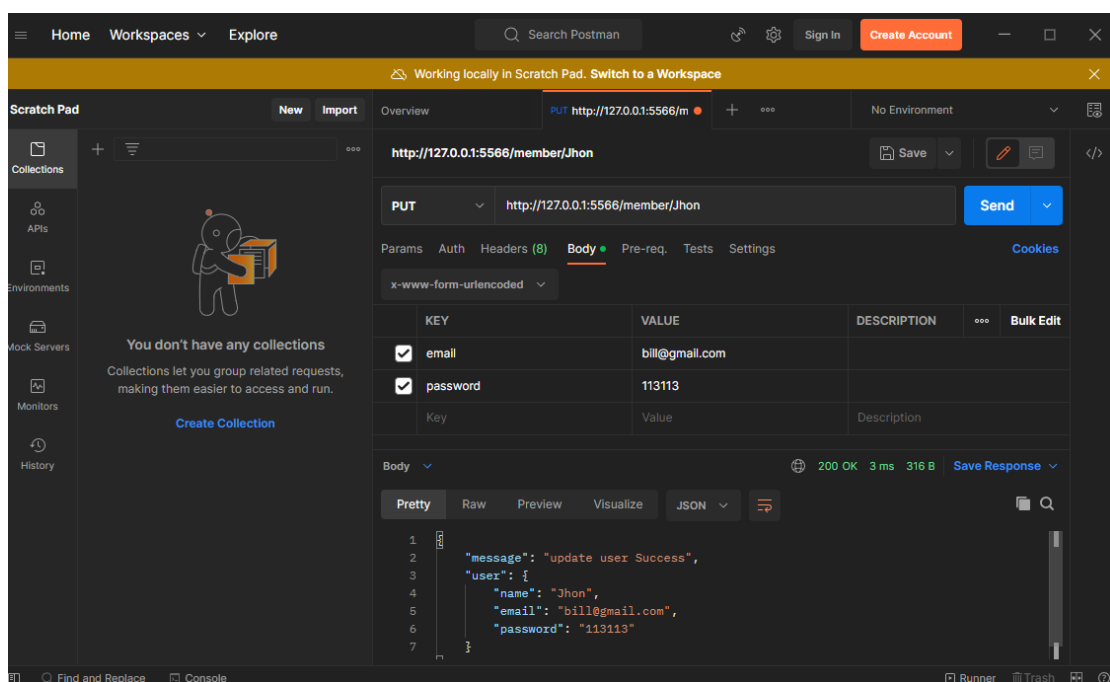 Home Workspaces Explore Search Postman Sign In Create Account
Working locally in Scratch Pad. Switch to a Workspace
Scratch Pad New Import Overview PUT http://127.0.0.1:5566/m No Environment
Collections
http://127.0.0.1:5566/member/Jhon Save
APIs
PUT http://127.0.0.1:5566/member/Jhon Send
Params Auth Headers (8) Body Pre-req. Tests Settings Cookies
Environments
x-www-form-urlencoded
KEY VALUE DESCRIPTION Bulk Edit
Mock Servers
You don't have any collections
email bill@gmail.com
Collections let you group related requests,
making them easier to access and run.
password 113113
Monitors
Create Collection
Key Value Description
History
Body 200 OK 3 ms 316 B Save Response
Pretty Raw Preview Visualize JSON
1 {
2 "message": "update user Success",
3 "user": {
4 "name": "Jhon",
5 "email": "bill@gmail.com",
6 "password": "113113"
7 }
Find and Replace Console Runner Trash